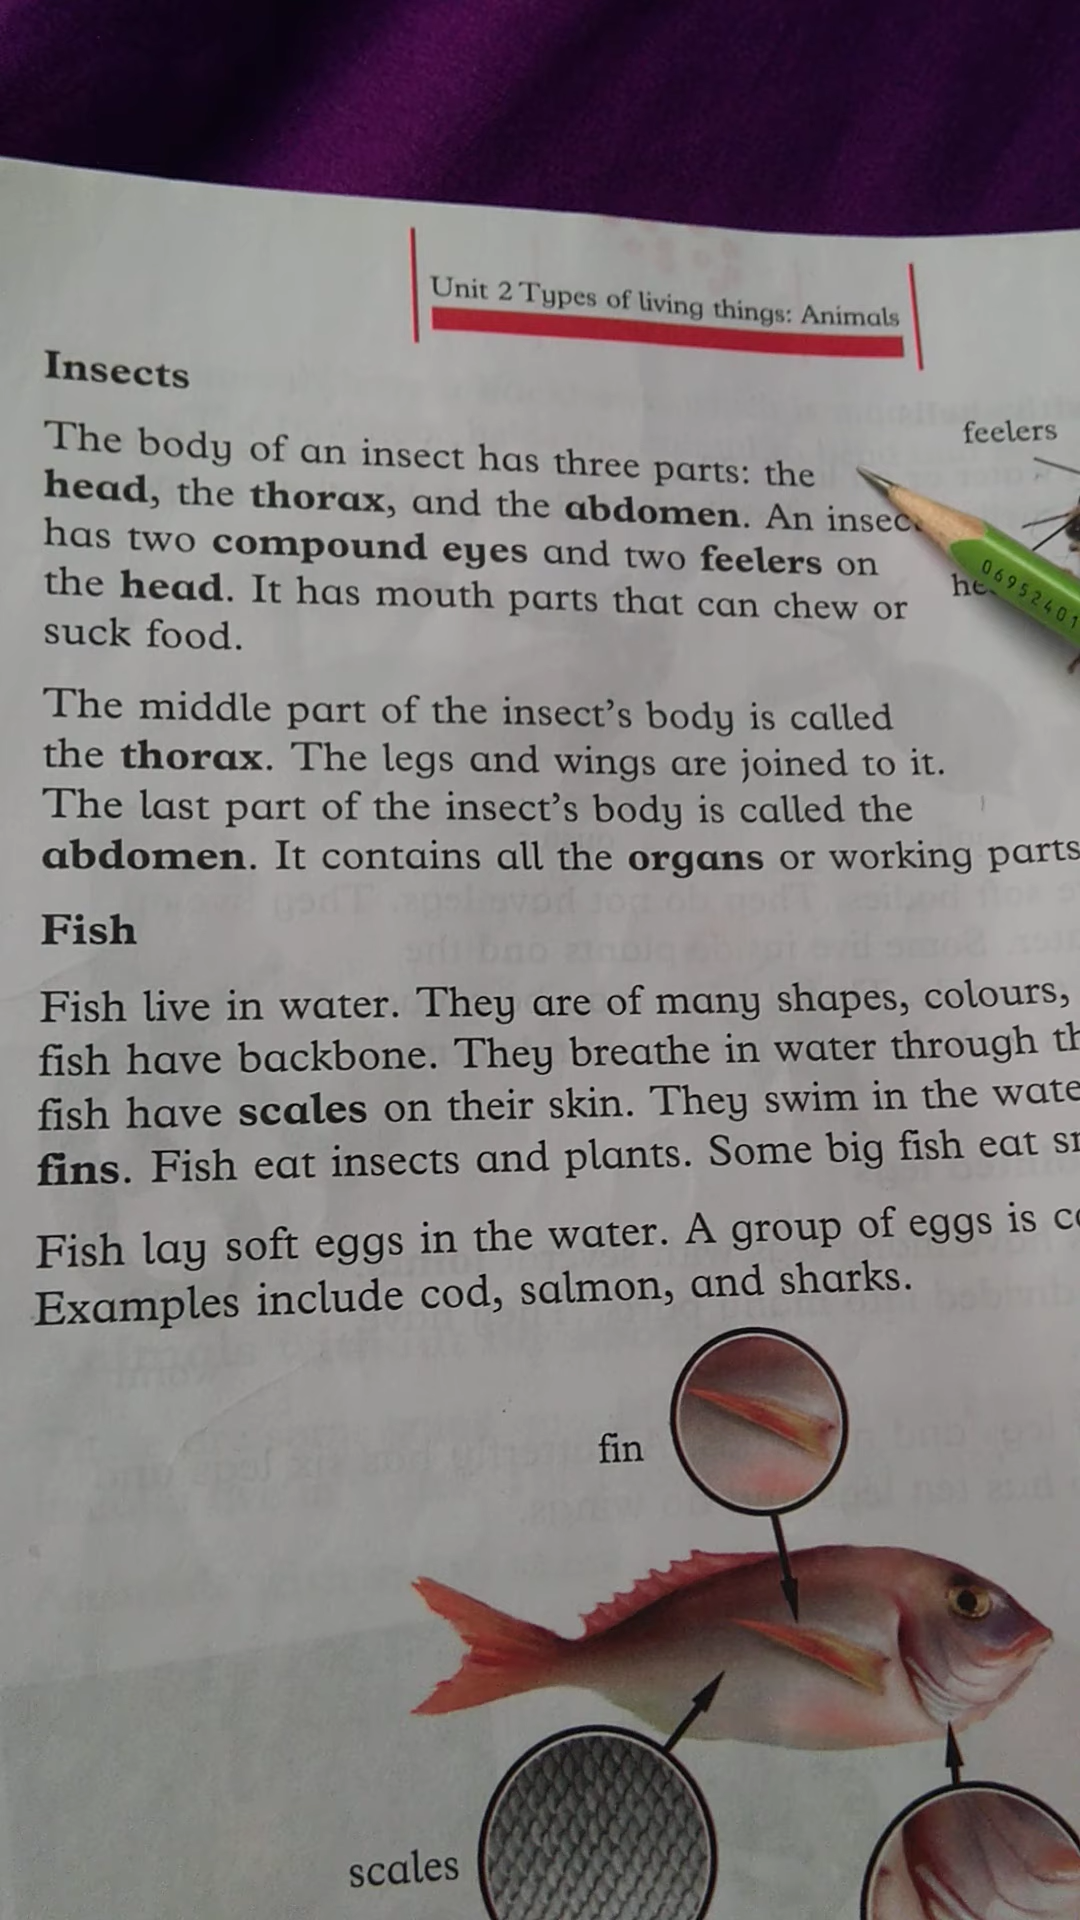 Unit 2 Types of living things: Animals
Insects
The body of an insect has three parts: the
head, the thorax, and the abdomen. An
has two compound eyes and two feelers on
the head. It has mouth parts that can chew or
suck food.
feelers
06952401
The middle part of the insect’s body is called
the thorax. The legs and wings are joined to it.
The last part of the insect’s body is called the
abdomen. It contains all the organs or working parts
Fish
Fish live in water. They are of many shapes, colours,
fish have backbone. They breathe in water through
fish have scales on their skin. They swim in the
fins. Fish eat insects and plants. Some big fish eat
Fish lay soft eggs in the water. A group of eggs is
Examples include cod, salmon, and sharks.
fin
scales